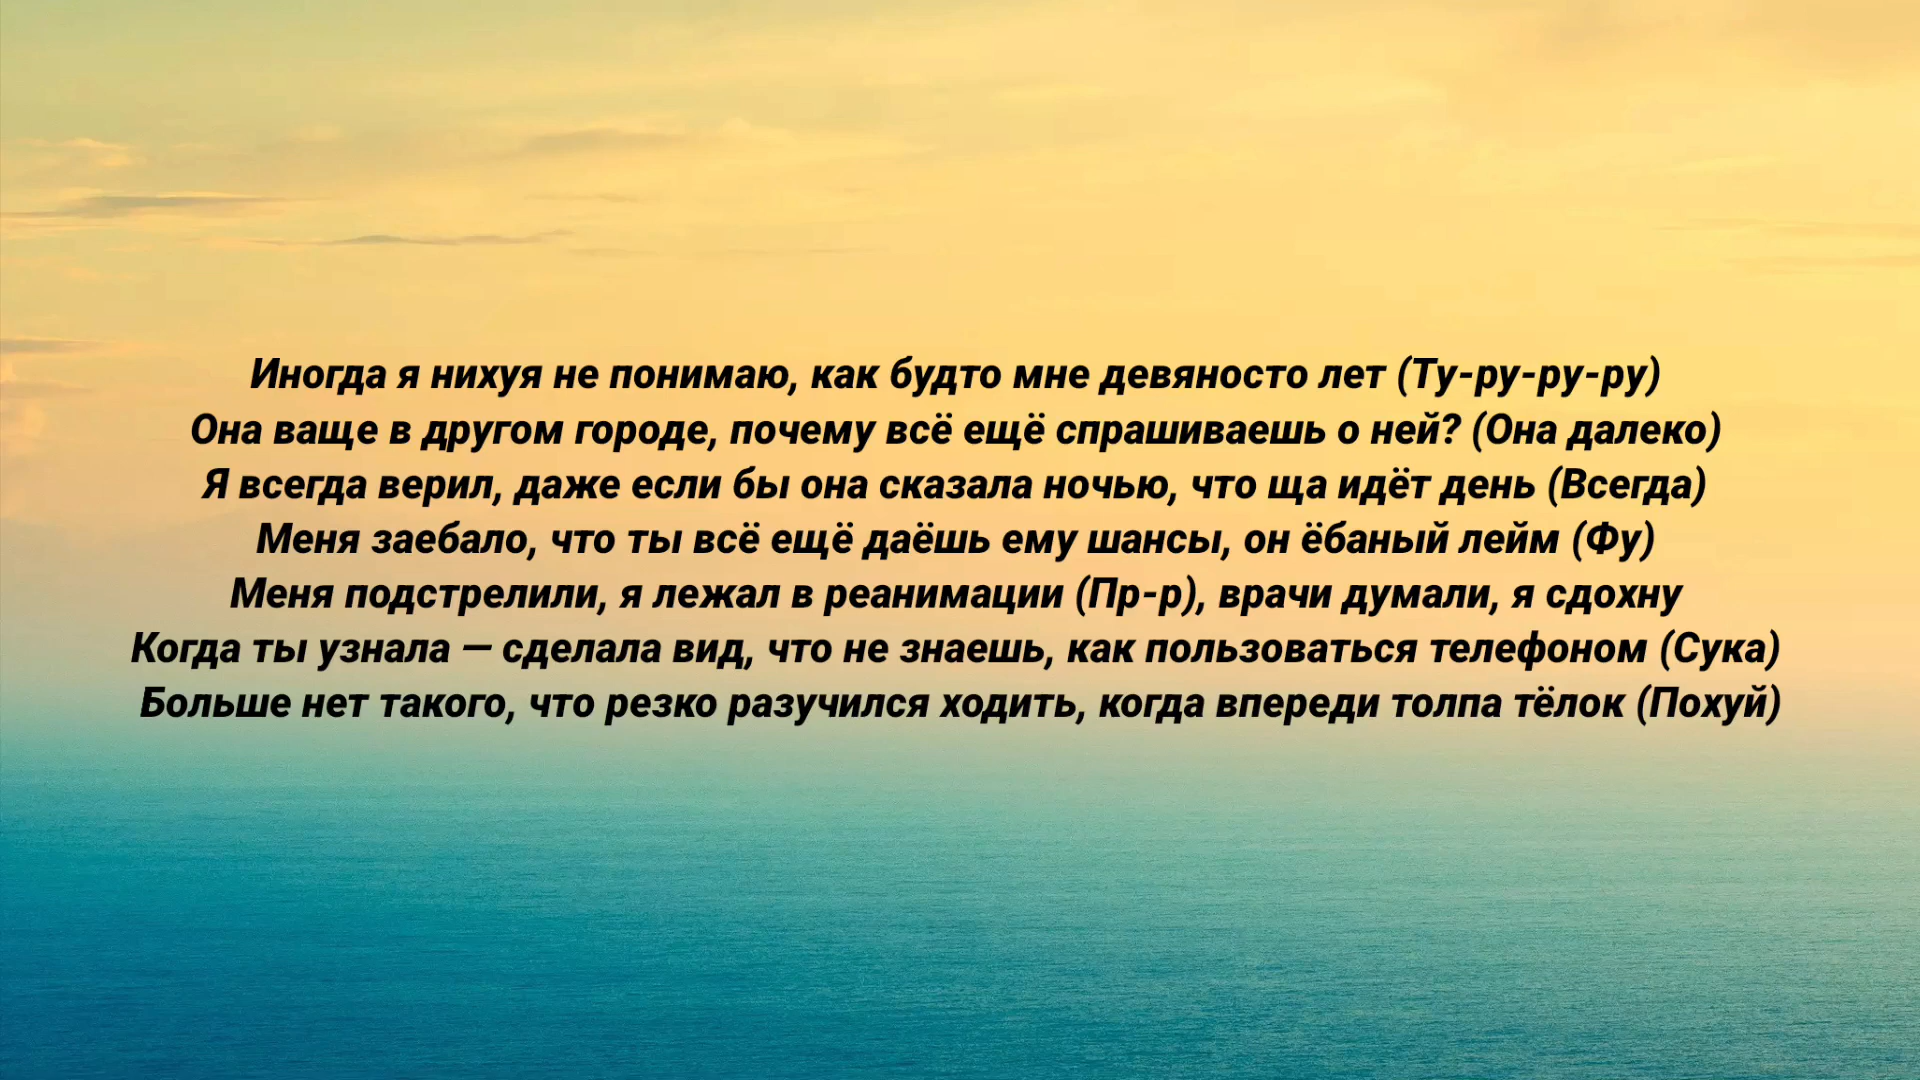 Иногда я нихуя не понимаю, как будто мне девяносто лет (Ту-ру-ру-ру)
Она ваще в другом городе, почему всё ещё спрашиваешь о ней? (Она далеко)
Я всегда верил, даже если бы она сказала ночью, что ща идёт день (Всегда)
Меня заебало, что ты всё ещё даёшь ему шансы, он ёбаный лейм (Фу)
Меня подстрелили, я лежал в реанимации (Пр-р), врачи думали, я сдохну
Когда ты узнала — сделала вид, что не знаешь, как пользоваться телефоном (Сука)
Больше нет такого, что резко разучился ходить, когда впереди толпа тёлок (Похуй)